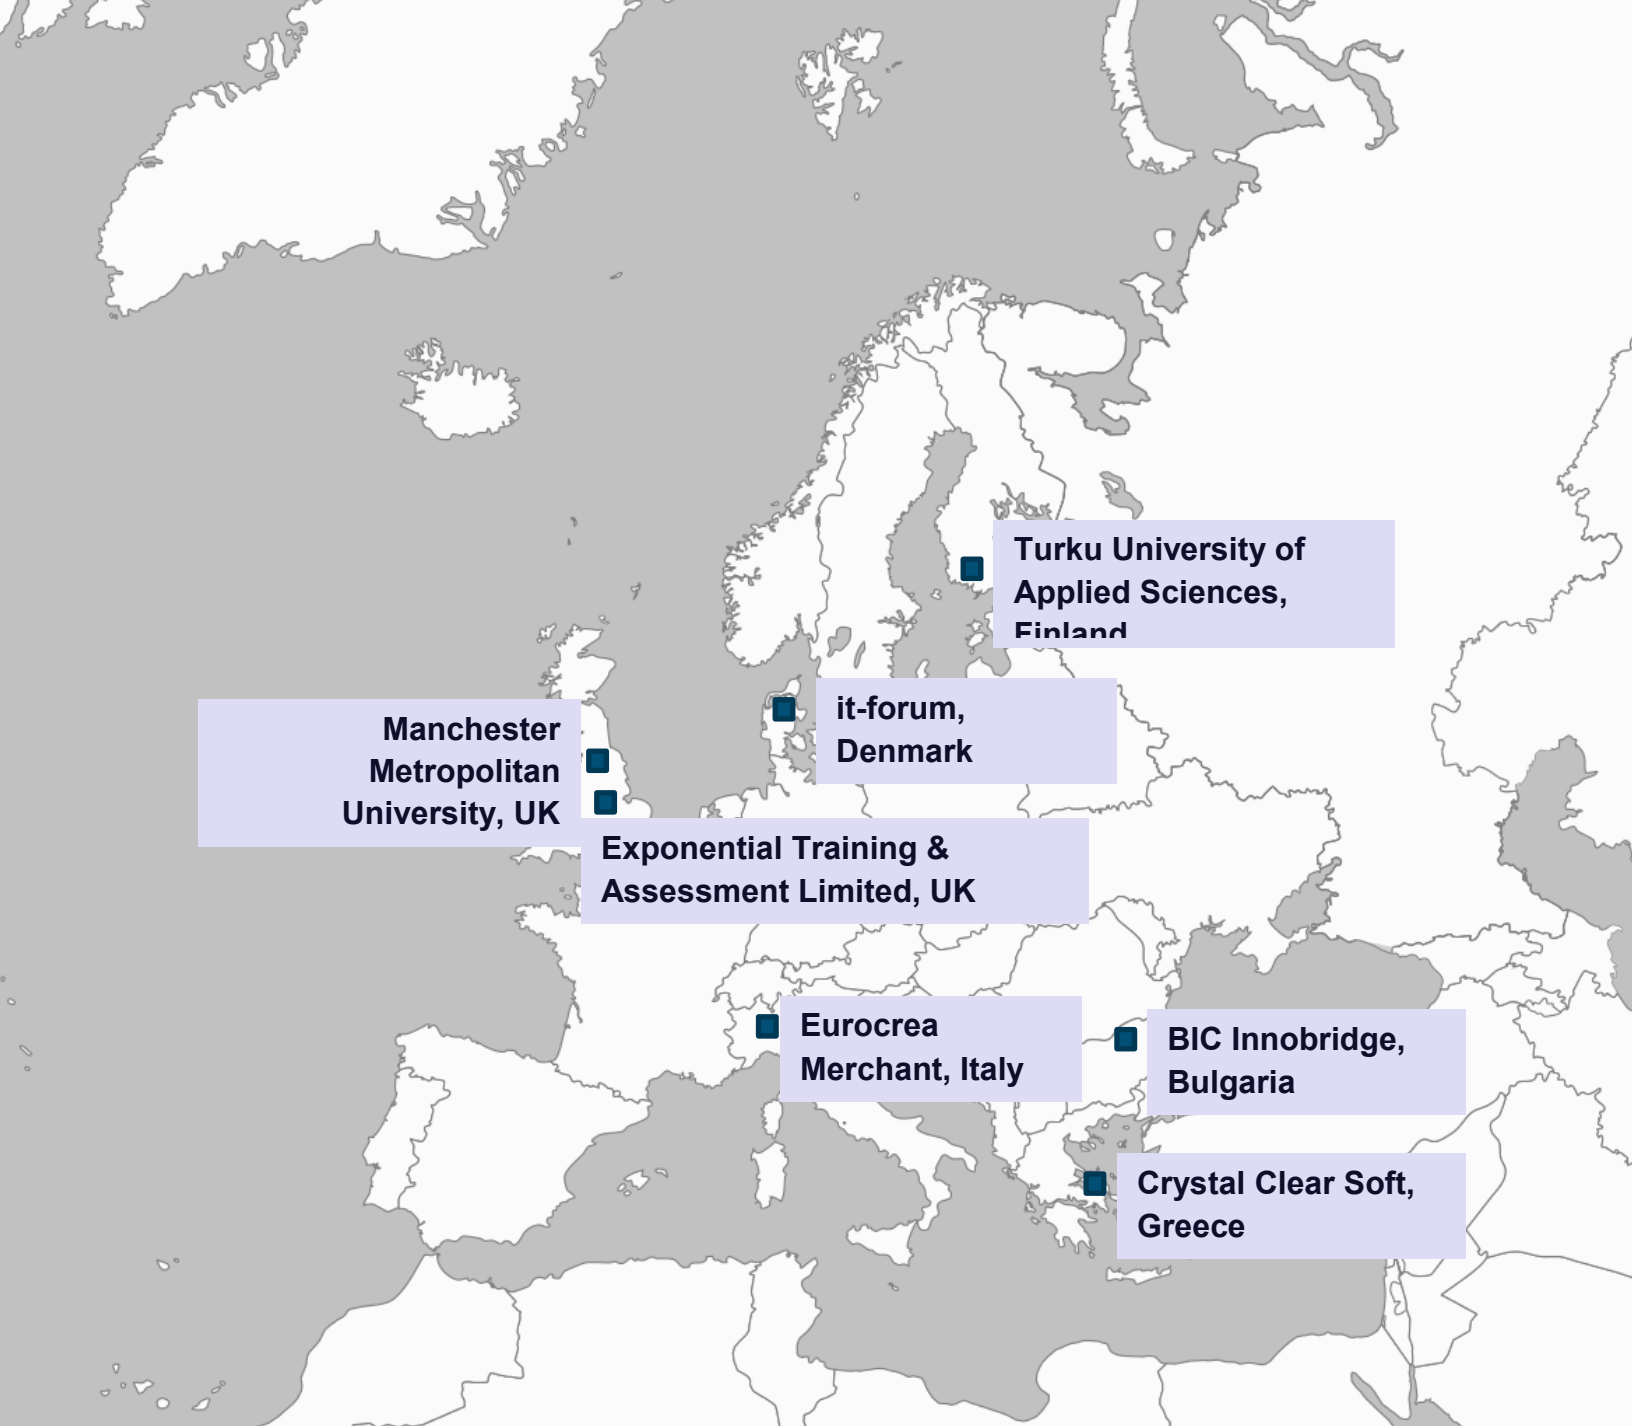 Turku University of
Applied Sciences,
Finland
it-forum,
Denmark
Manchester
Metropolitan
University, UK
Exponential Training &
Assessment Limited, UK
Eurocrea
Merchant, Italy
BIC Innobridge,
Bulgaria
Crystal Clear Soft,
Greece